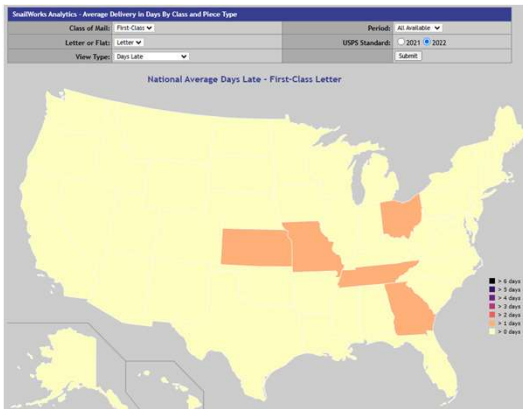 SnailWorks Analytics - Average Delivery in Days By Class and Piece Type
Class of Mail: First-Class Period: All Available
Letter or Flat: Letter USPS Standard: 2021 2022
View Type: Days Late Submit
National Average Days Late - First-Class Letter
> 6 days
> 5 days
> 4 days
> 3 days
> 2 days
> 1 days
> 0 days